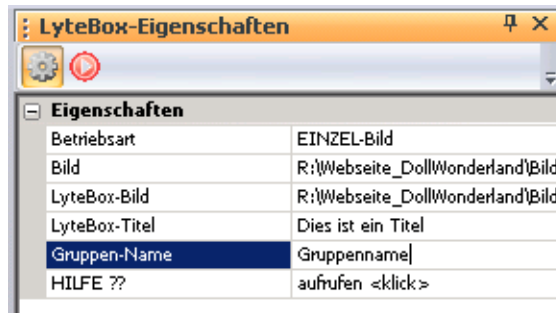 LyteBox-Eigenschaften
Eigenschaften
Betriebsart EINZEL-Bild
Bild R:\Webseite_DollWonderland\Bild
LyteBox-Bild R:\Webseite_DollWonderland\Bild
LyteBox-Titel Dies ist ein Titel
Gruppen-Name Gruppenname
HILFE ?? aufrufen <klick>